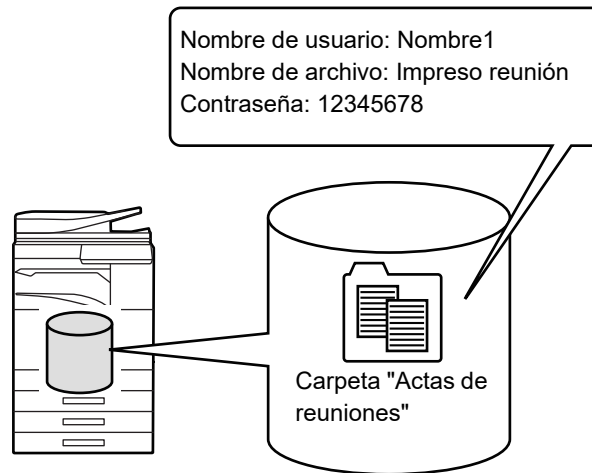 Nombre de usuario: Nombre1
Nombre de archivo: Impreso reunión
Contraseña: 12345678
Carpeta "Actas de
reuniones"